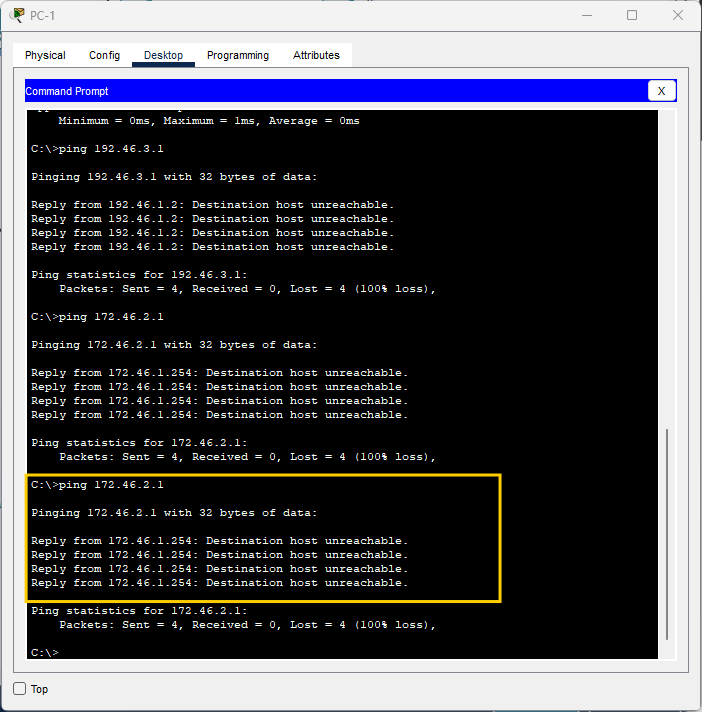 PC-1
Physical Config Desktop Programming Attributes
Command Prompt
X
Minimum = 0ms, Maximum = 1ms, Average = 0ms
C:\>ping 192.46.3.1
Pinging 192.46.3.1 with 32 bytes of data:
Reply from 192.46.1.2: Destination host unreachable.
Reply from 192.46.1.2: Destination host unreachable.
Reply from 192.46.1.2: Destination host unreachable.
Reply from 192.46.1.2: Destination host unreachable.
Ping statistics for 192.46.3.1:
Packets: Sent = 4, Received = 0, Lost = 4 (100% loss),
C:\>ping 172.46.2.1
Pinging 172.46.2.1 with 32 bytes of data:
Reply from 172.46.1.254: Destination host unreachable.
Reply from 172.46.1.254: Destination host unreachable.
Reply from 172.46.1.254: Destination host unreachable.
Reply from 172.46.1.254: Destination host unreachable.
Ping statistics for 172.46.2.1:
Packets: Sent = 4, Received = 0, Lost = 4 (100% loss),
C:\>ping 172.46.2.1
Pinging 172.46.2.1 with 32 bytes of data:
Reply from 172.46.1.254: Destination host unreachable.
Reply from 172.46.1.254: Destination host unreachable.
Reply from 172.46.1.254: Destination host unreachable.
Reply from 172.46.1.254: Destination host unreachable.
Ping statistics for 172.46.2.1:
Packets: Sent = 4, Received = 0, Lost = 4 (100% loss),
C:\>
Top